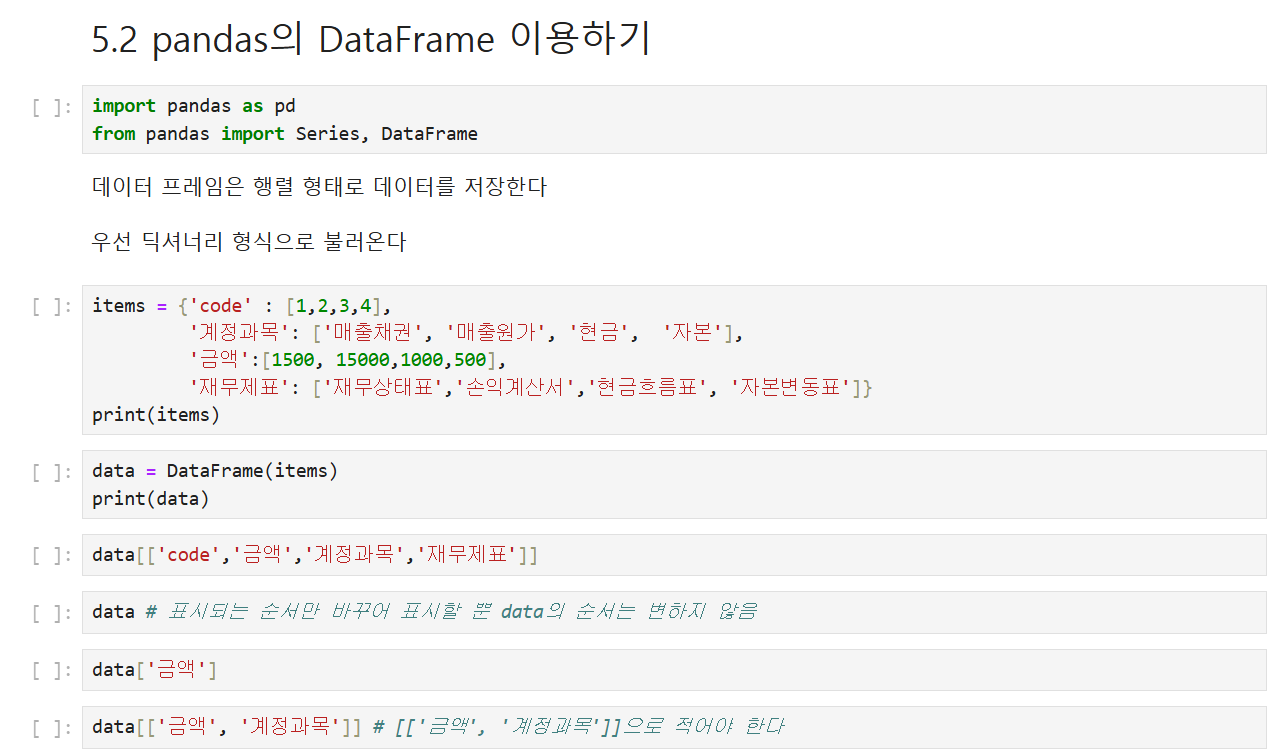 5.2 pandas의 DataFrame 이용하기
[ ]: import pandas as pd
from pandas import Series, DataFrame
데이터 프레임은 행렬 형태로 데이터를 저장한다
우선 딕셔너리 형식으로 불러온다
[ ]: items = {'code' : [1,2,3,4],
'계정과목': ['매출채권', '매출원가', '현금',  '자본'],
'금액':[1500, 15000,1000,500],
'재무제표': ['재무상태표','손익계산서','현금흐름표', '자본변동표']}
print(items)
[ ]: data = DataFrame(items)
print(data)
[ ]: data[['code','금액','계정과목','재무제표']]
[ ]: data # 표시되는 순서만 바꾸어 표시할 뿐 data의 순서는 변하지 않음
[ ]: data['금액']
[ ]: data[['금액', '계정과목']] # [['금액', '계정과목']]으로 적어야 한다